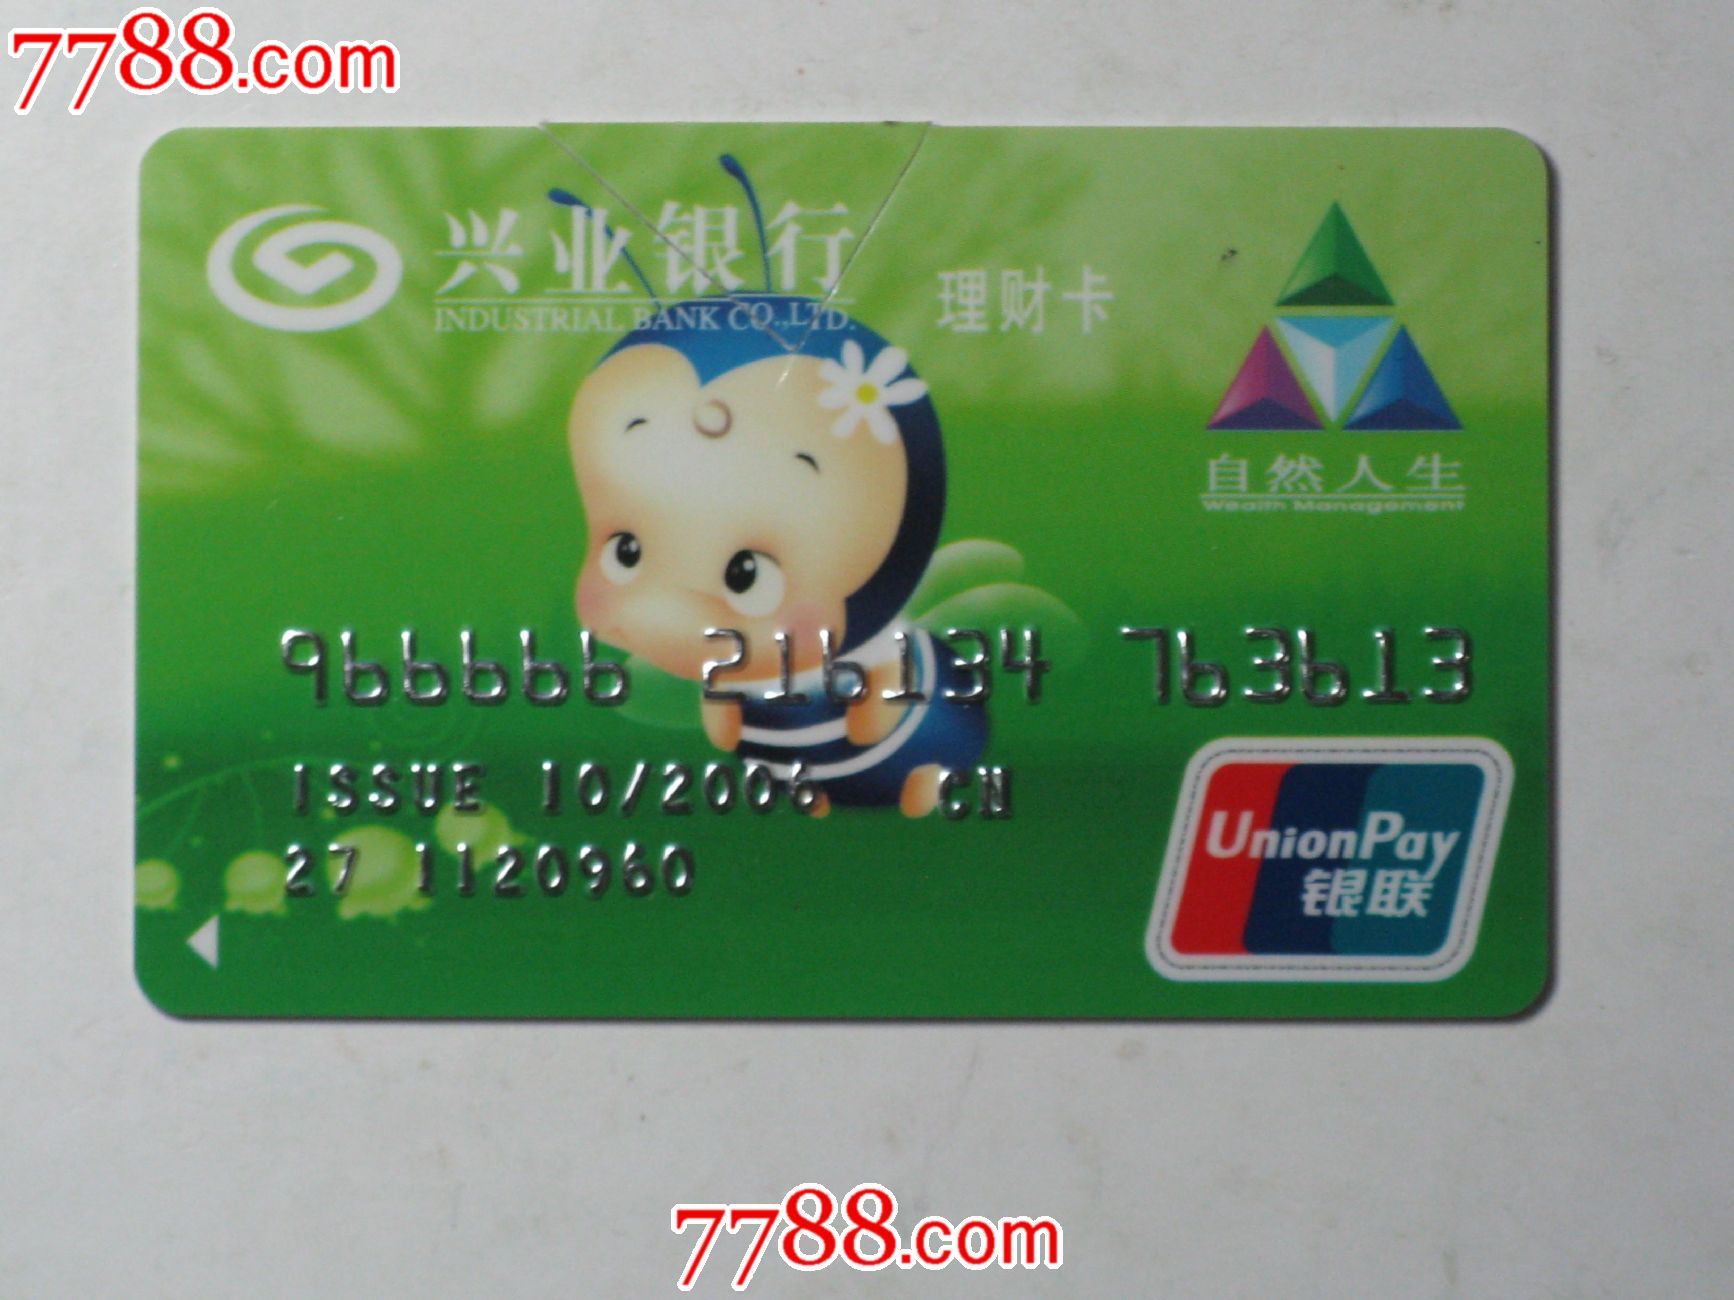 7788.com
兴业银行
INDUSTRIAL BANK CO.,LTD.
理财卡
自然人生
Wealth Management
966666 216134 763613
ISSUE 10/2006 CN
27 1120960
UnionPay
银联
7788.com